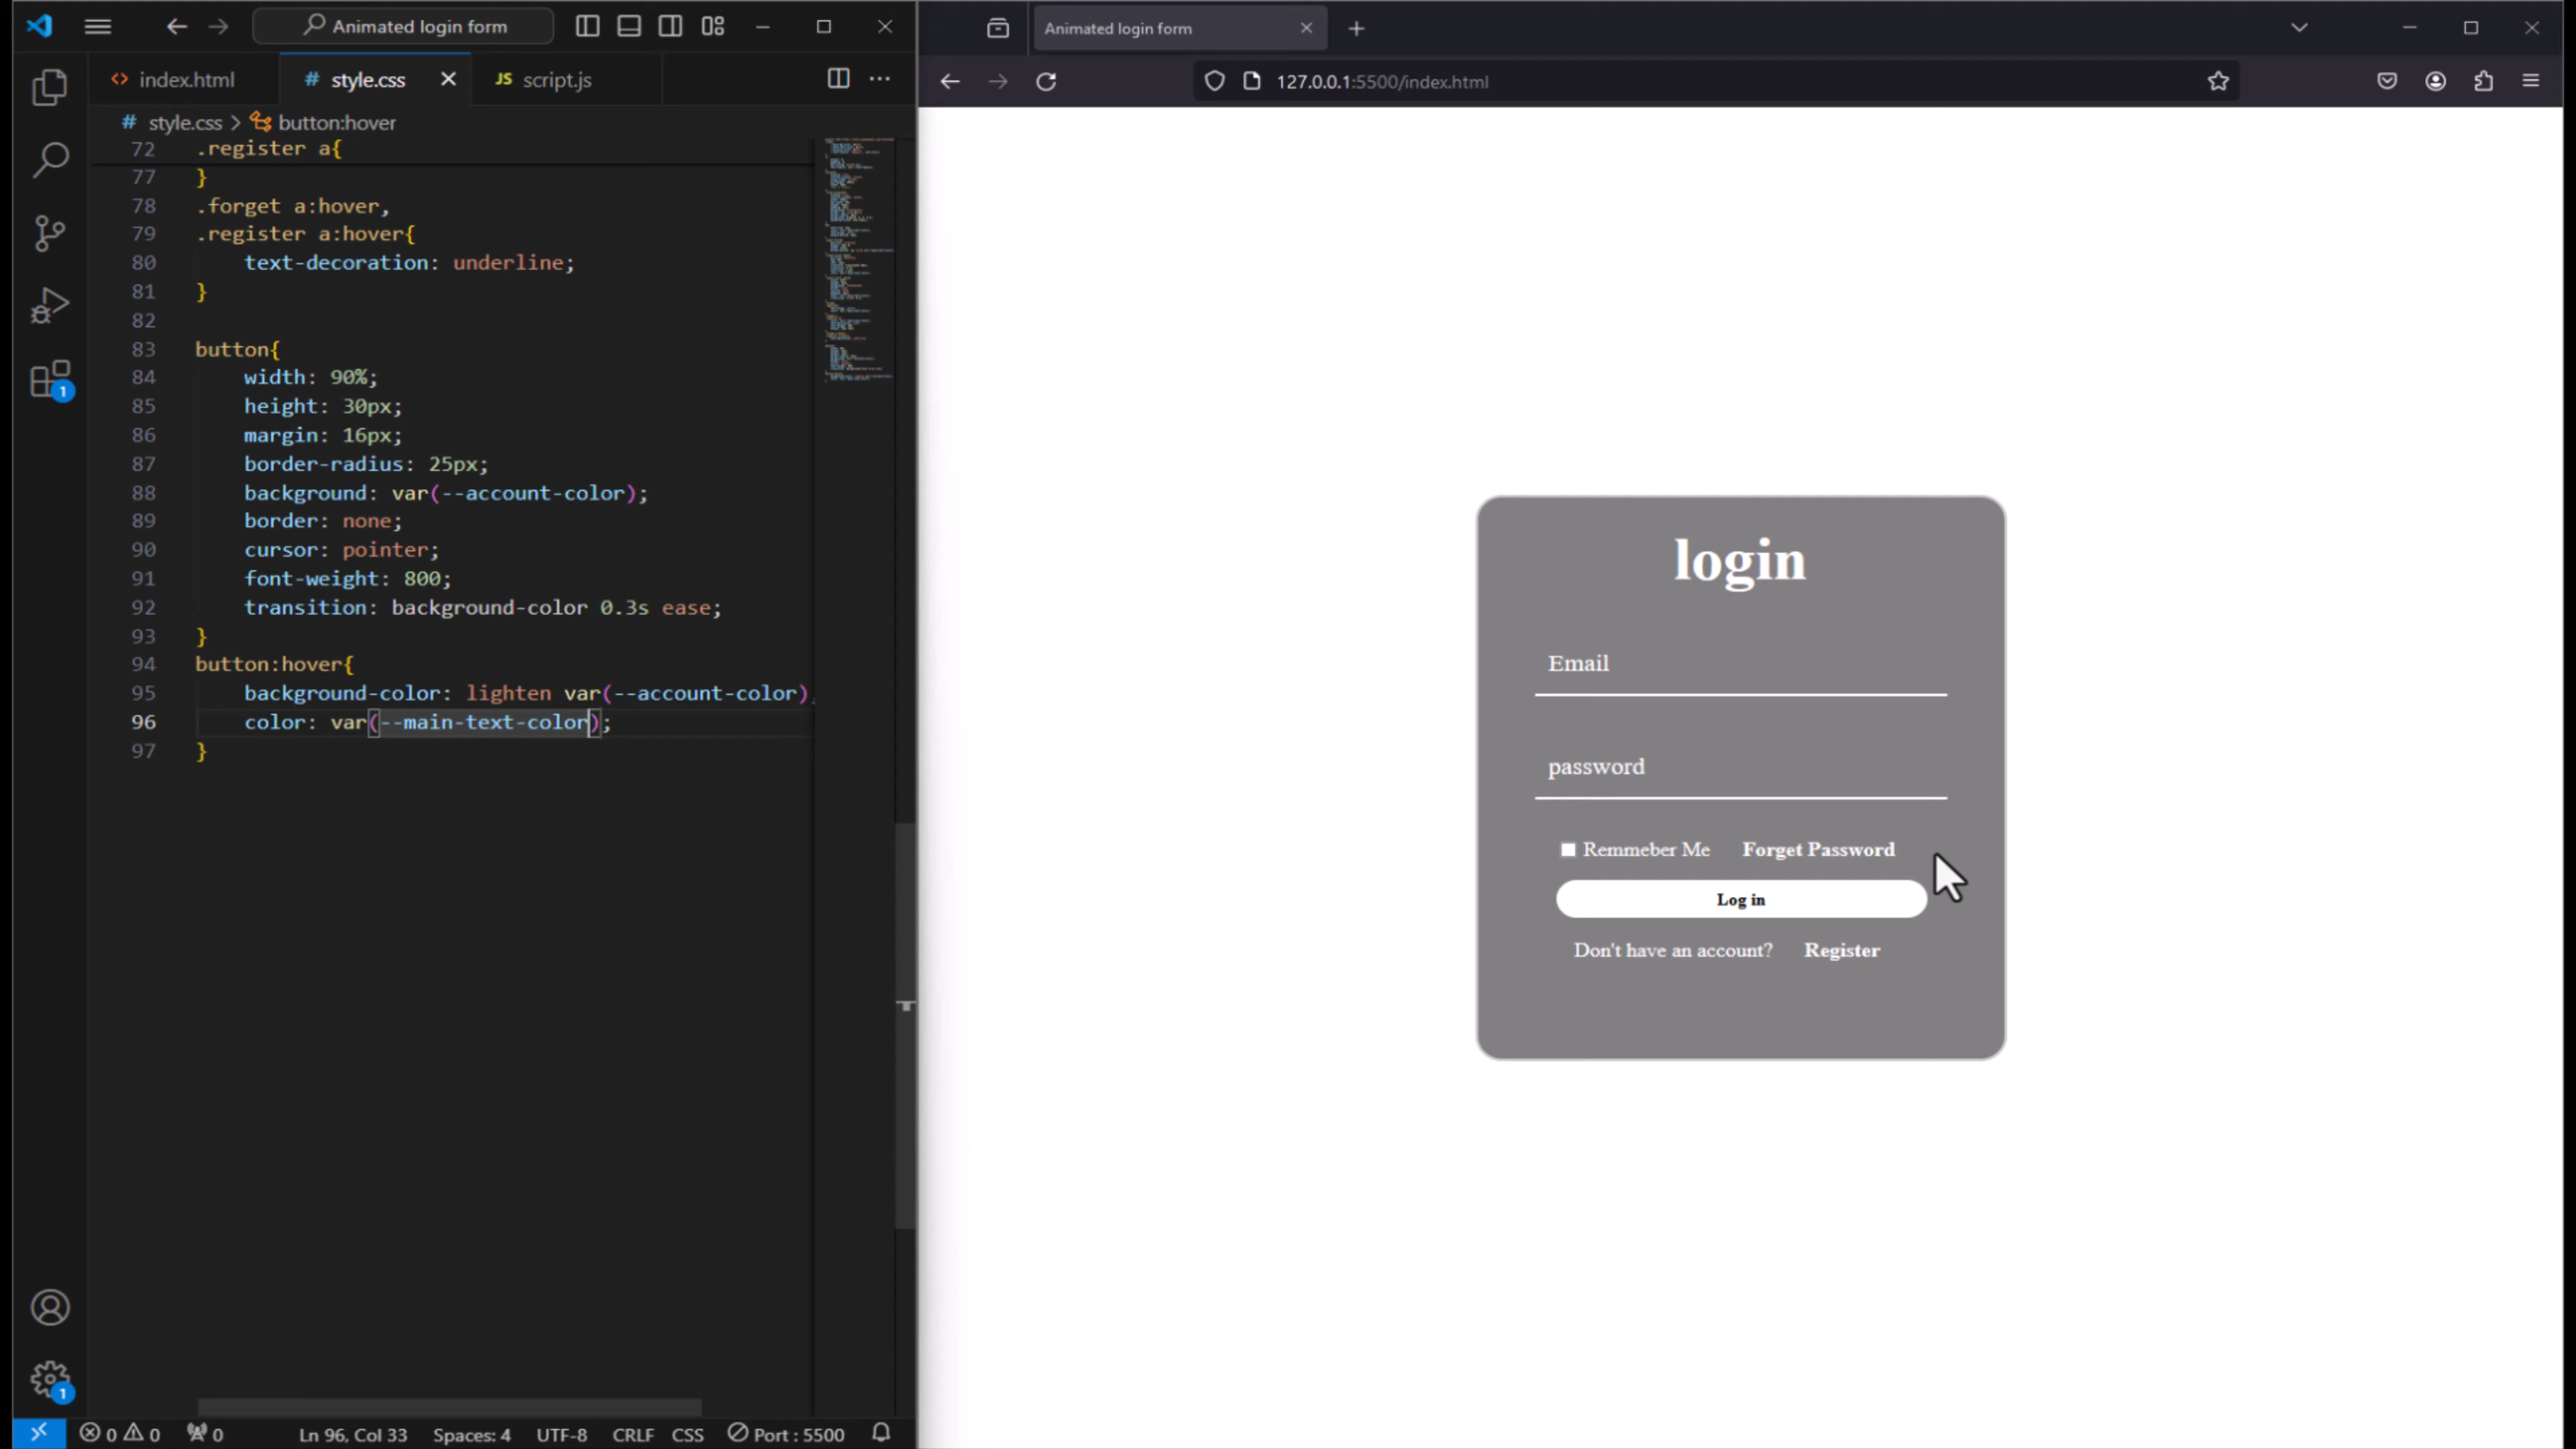 Animated login form
index.html
# style.css
JS script.js
# style.css > button:hover
72 .register a{
77 }
78 .forget a:hover,
79 .register a:hover{
80 text-decoration: underline;
81 }
82
83 button{
84 width: 90%;
85 height: 30px;
86 margin: 16px;
87 border-radius: 25px;
88 background: var(--account-color);
89 border: none;
90 cursor: pointer;
91 font-weight: 800;
92 transition: background-color 0.3s ease;
93 }
94 button:hover{
95 background-color: lighten var(--account-color)
96 color: var(--main-text-color);
97 }
1
1
0 0
0
Ln 96, Col 33
Spaces: 4
UTF-8
CRLF
CSS
Port : 5500
Animated login form
127.0.0.1:5500/index.html
login
Email
password
Remmeber Me
Forget Password
Log in
Don't have an account?
Register